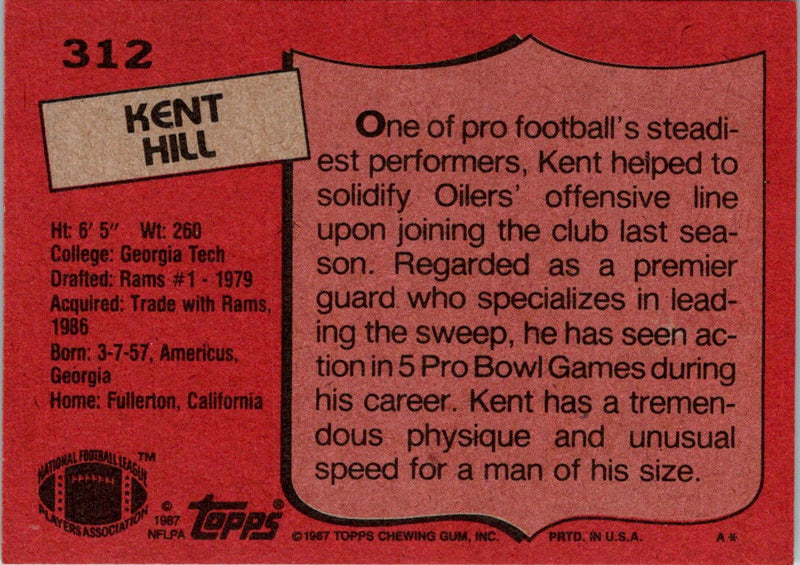 312
KENT
HILL
Ht: 6' 5" Wt: 260
College: Georgia Tech
Drafted: Rams #1 - 1979
Acquired: Trade with Rams,
1986
Born: 3-7-57, Americus,
Georgia
Home: Fullerton, California
One of pro football's steadi-
est performers, Kent helped to
solidify Oilers' offensive line
upon joining the club last sea-
son. Regarded as a premier
guard who specializes in lead-
ing the sweep, he has seen ac-
tion in 5 Pro Bowl Games during
his career. Kent has a tremen-
dous physique and unusual
speed for a man of his size.
NATIONAL FOOTBALL LEAGUE ™
PLAYERS
PLAYERS ASSOCIATION
© 1987
NFLPA
Topps®
©1987 TOPPS CHEWING GUM, INC. PRTD. IN U.S.A. A*